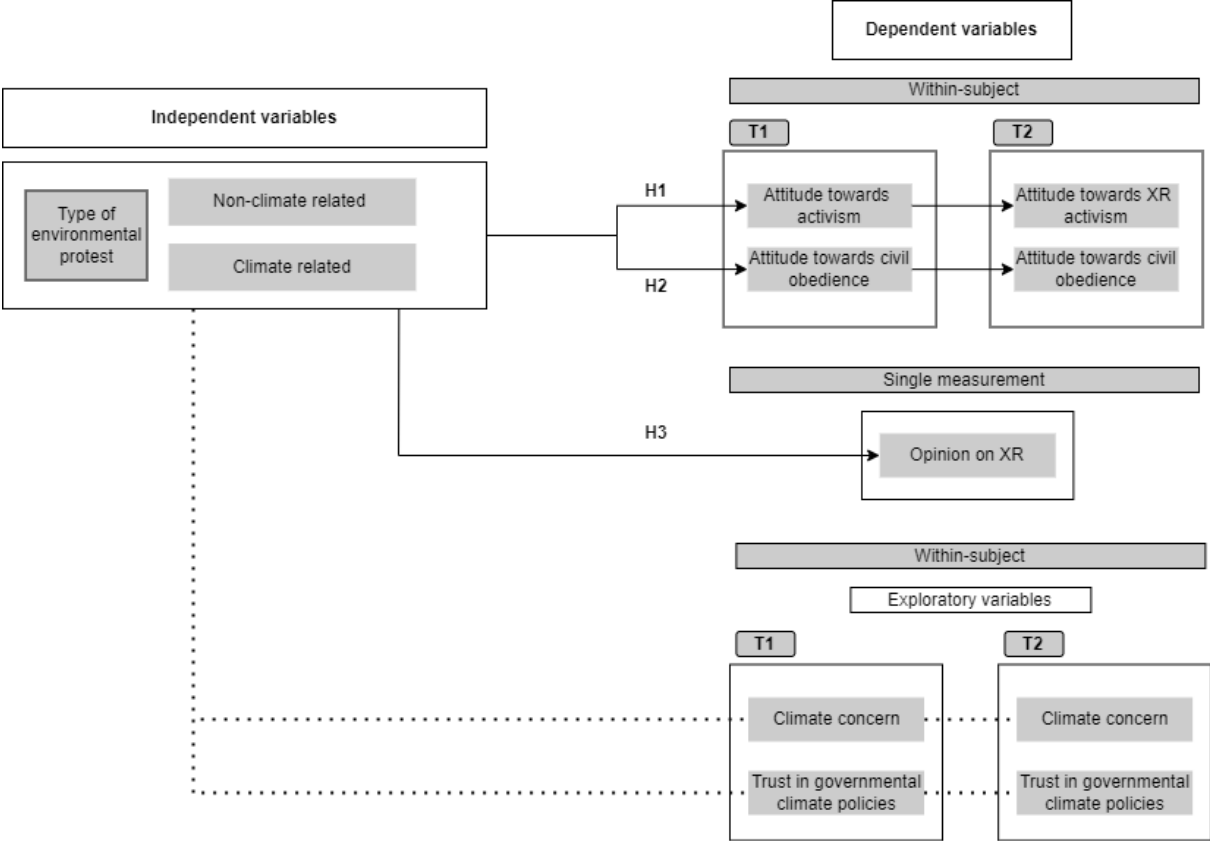 Dependent variables
Within-subject
Independent variables
T1
T2
Type of
environmental
protest
Non-climate related
Climate related
H1
H2
Attitude towards
activism
Attitude towards XR
activism
Attitude towards civil
obedience
Attitude towards civil
obedience
Single measurement
H3
Opinion on XR
Within-subject
Exploratory variables
T1
T2
Climate concern
Climate concern
Trust in governmental
climate policies
Trust in governmental
climate policies